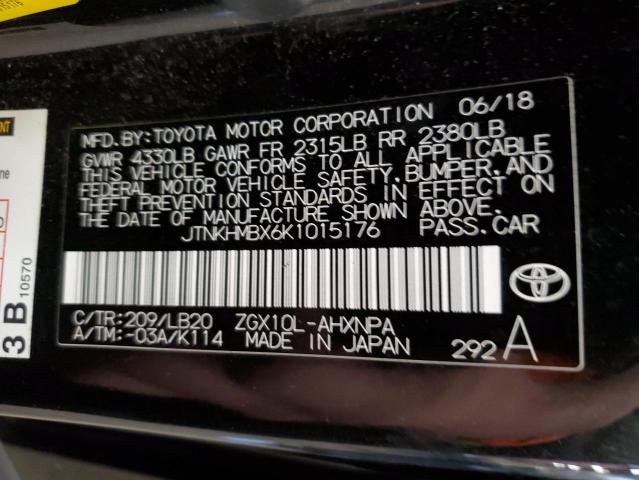 MFD.BY:TOYOTA MOTOR CORPORATION 06/18
GVWR 4330LB GAWR FR 2315LB RR 2380LB
THIS VEHICLE CONFORMS TO ALL APPLICABLE
FEDERAL MOTOR VEHICLE SAFETY,BUMPER,AND
THEFT PREVENTION STANDARDS IN EFFECT ON
THE DATE OF MANUFACTURE SHOWN ABOVE.
JTNKHMBX6K1015176 PASS.CAR
C/TR:209/LB20 ZGX10L-AHXNPA
A/TM:-03A/K114 MADE IN JAPAN 292 A
3 B 10570